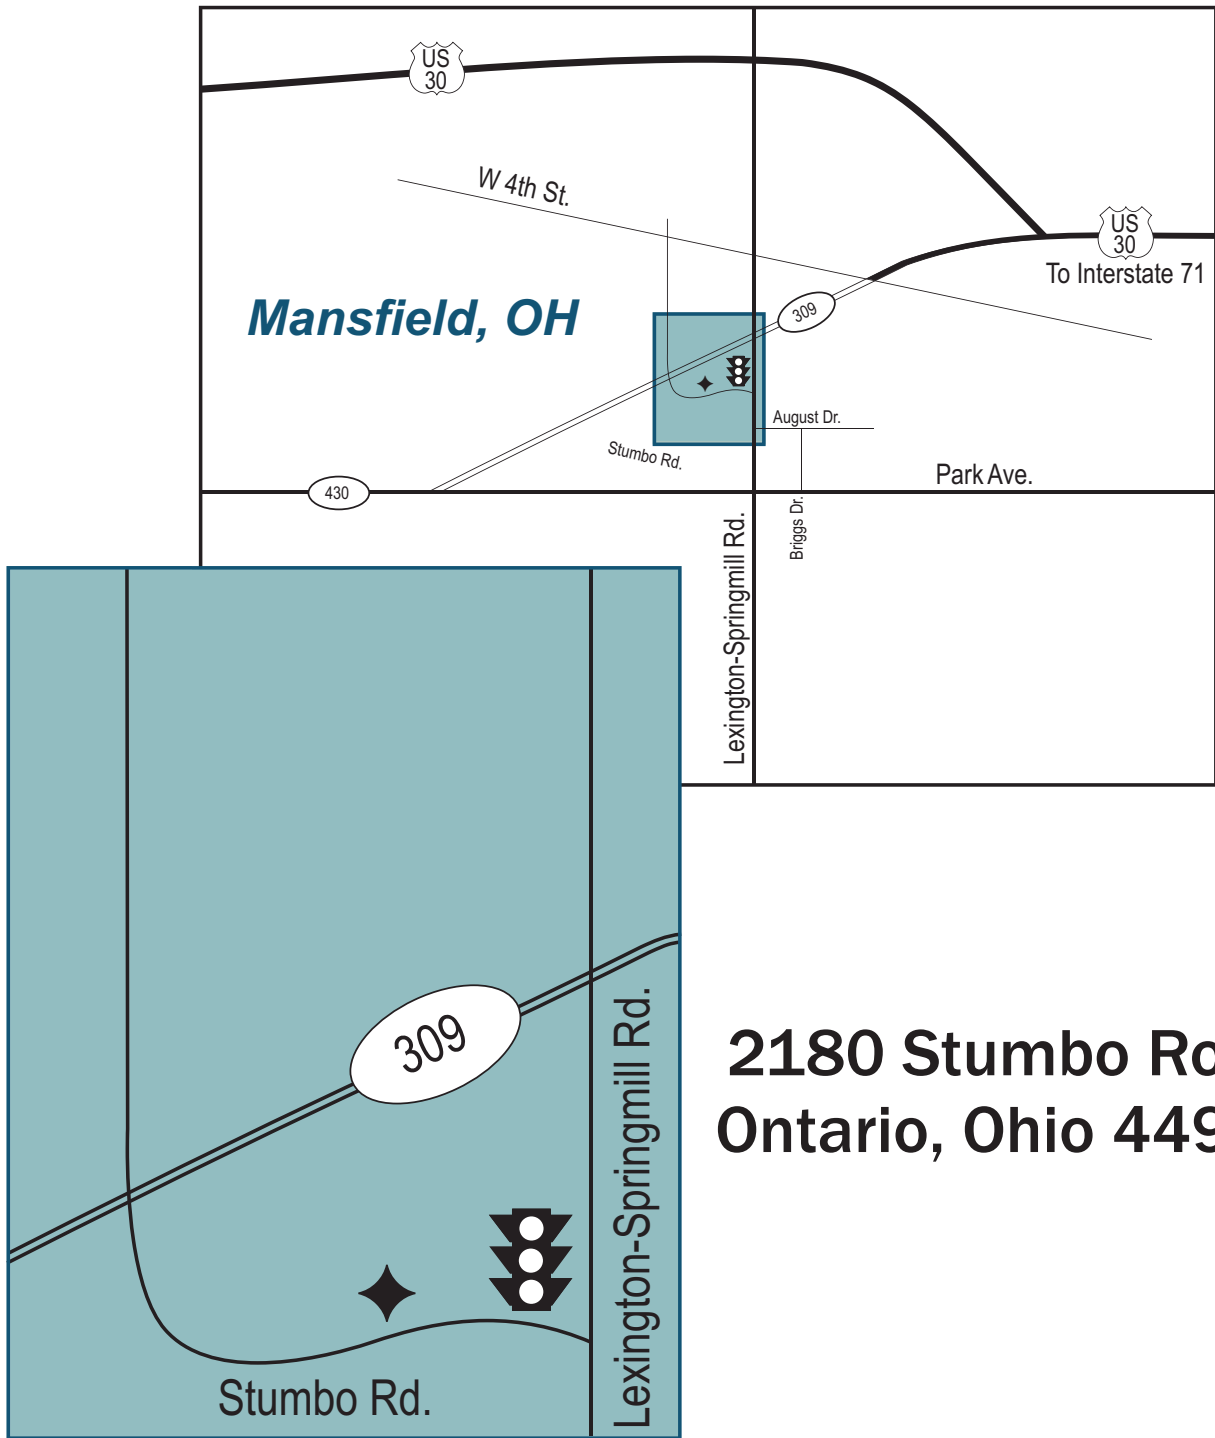 US
30
W 4th St.
US
30
To Interstate 71
Mansfield, OH
309
August Dr.
Stumbo Rd.
Park Ave.
430
Briggs Dr.
Lexington-Springmill Rd.
309
Lexington-Springmill Rd.
Stumbo Rd.
2180 Stumbo Ro
Ontario, Ohio 449